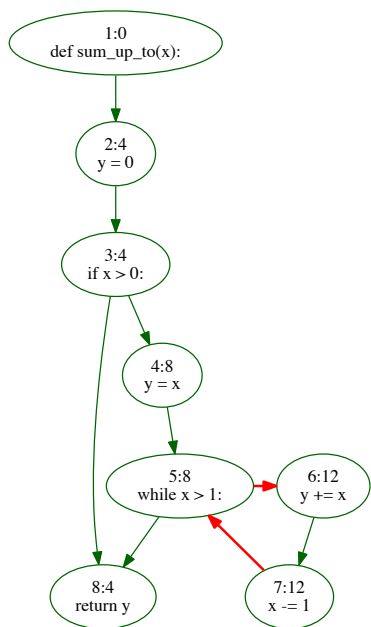 1:0
def sum_up_to(x):
2:4
y = 0
3:4
if x > 0:
4:8
y = x
5:8
while x > 1:
6:12
y += x
7:12
x -= 1
8:4
return y